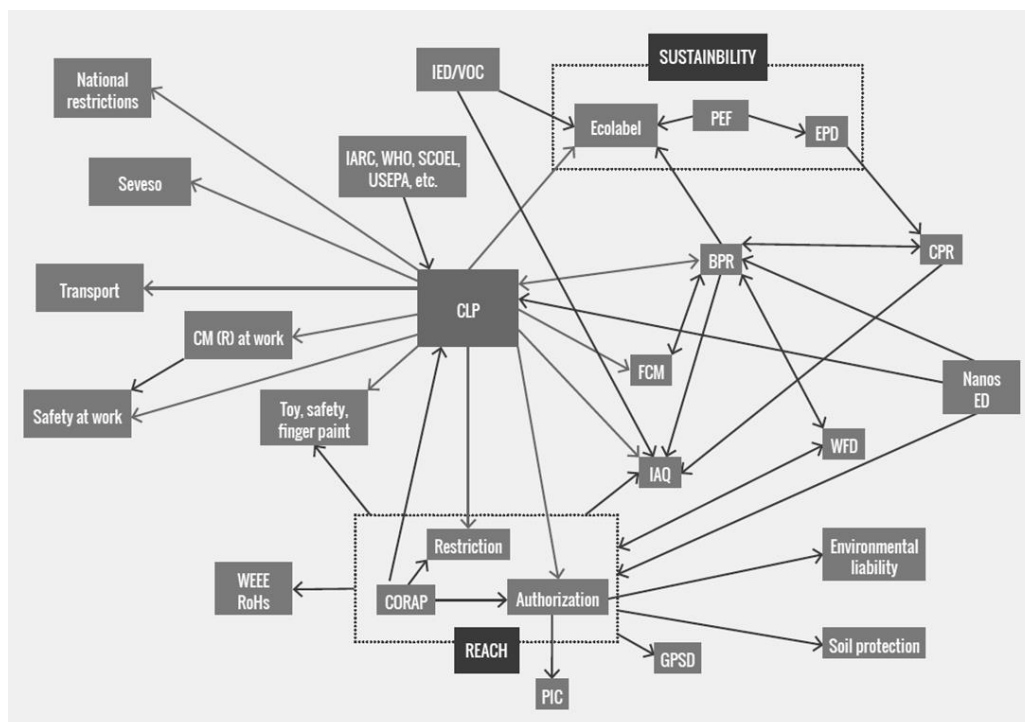 SUSTAINBILITY
IED/VOC
National
restrictions
Ecolabel
PEF
EPD
IARC, WHO, SCOEL,
USEPA, etc.
Seveso
CPR
BPR
Transport
CLP
CM (R) at work
FCM
Nanos
ED
Safety at work
Toy, safety,
finger paint
WFD
IAQ
Restriction
Environmental
liability
WEEE
RoHs
CORAP
Authorization
REACH
Soil protection
GPSD
PIC